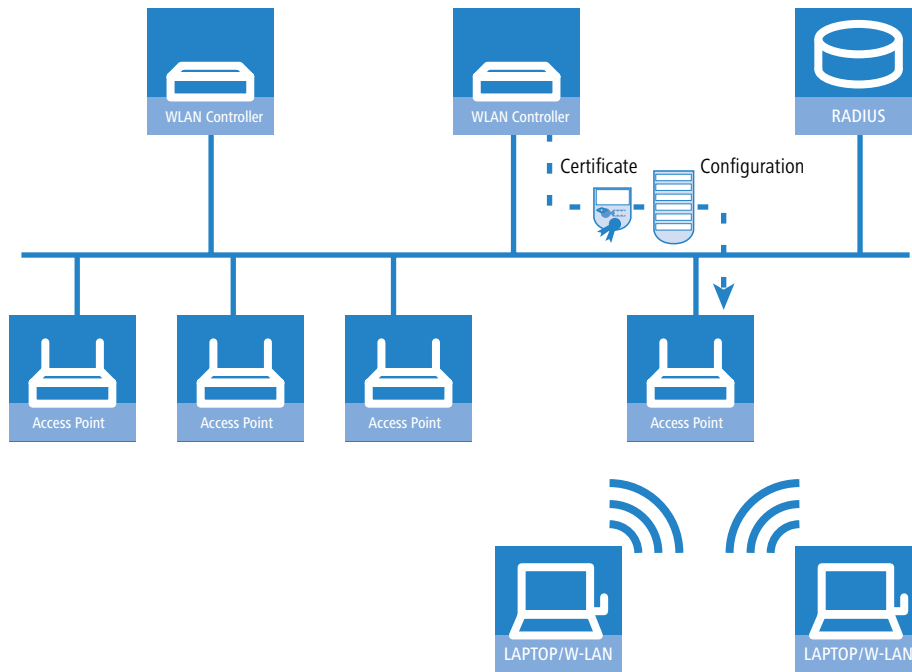 WLAN Controller
WLAN Controller
RADIUS
Certificate
Configuration
Access Point
Access Point
Access Point
Access Point
LAPTOP/W-LAN
LAPTOP/W-LAN